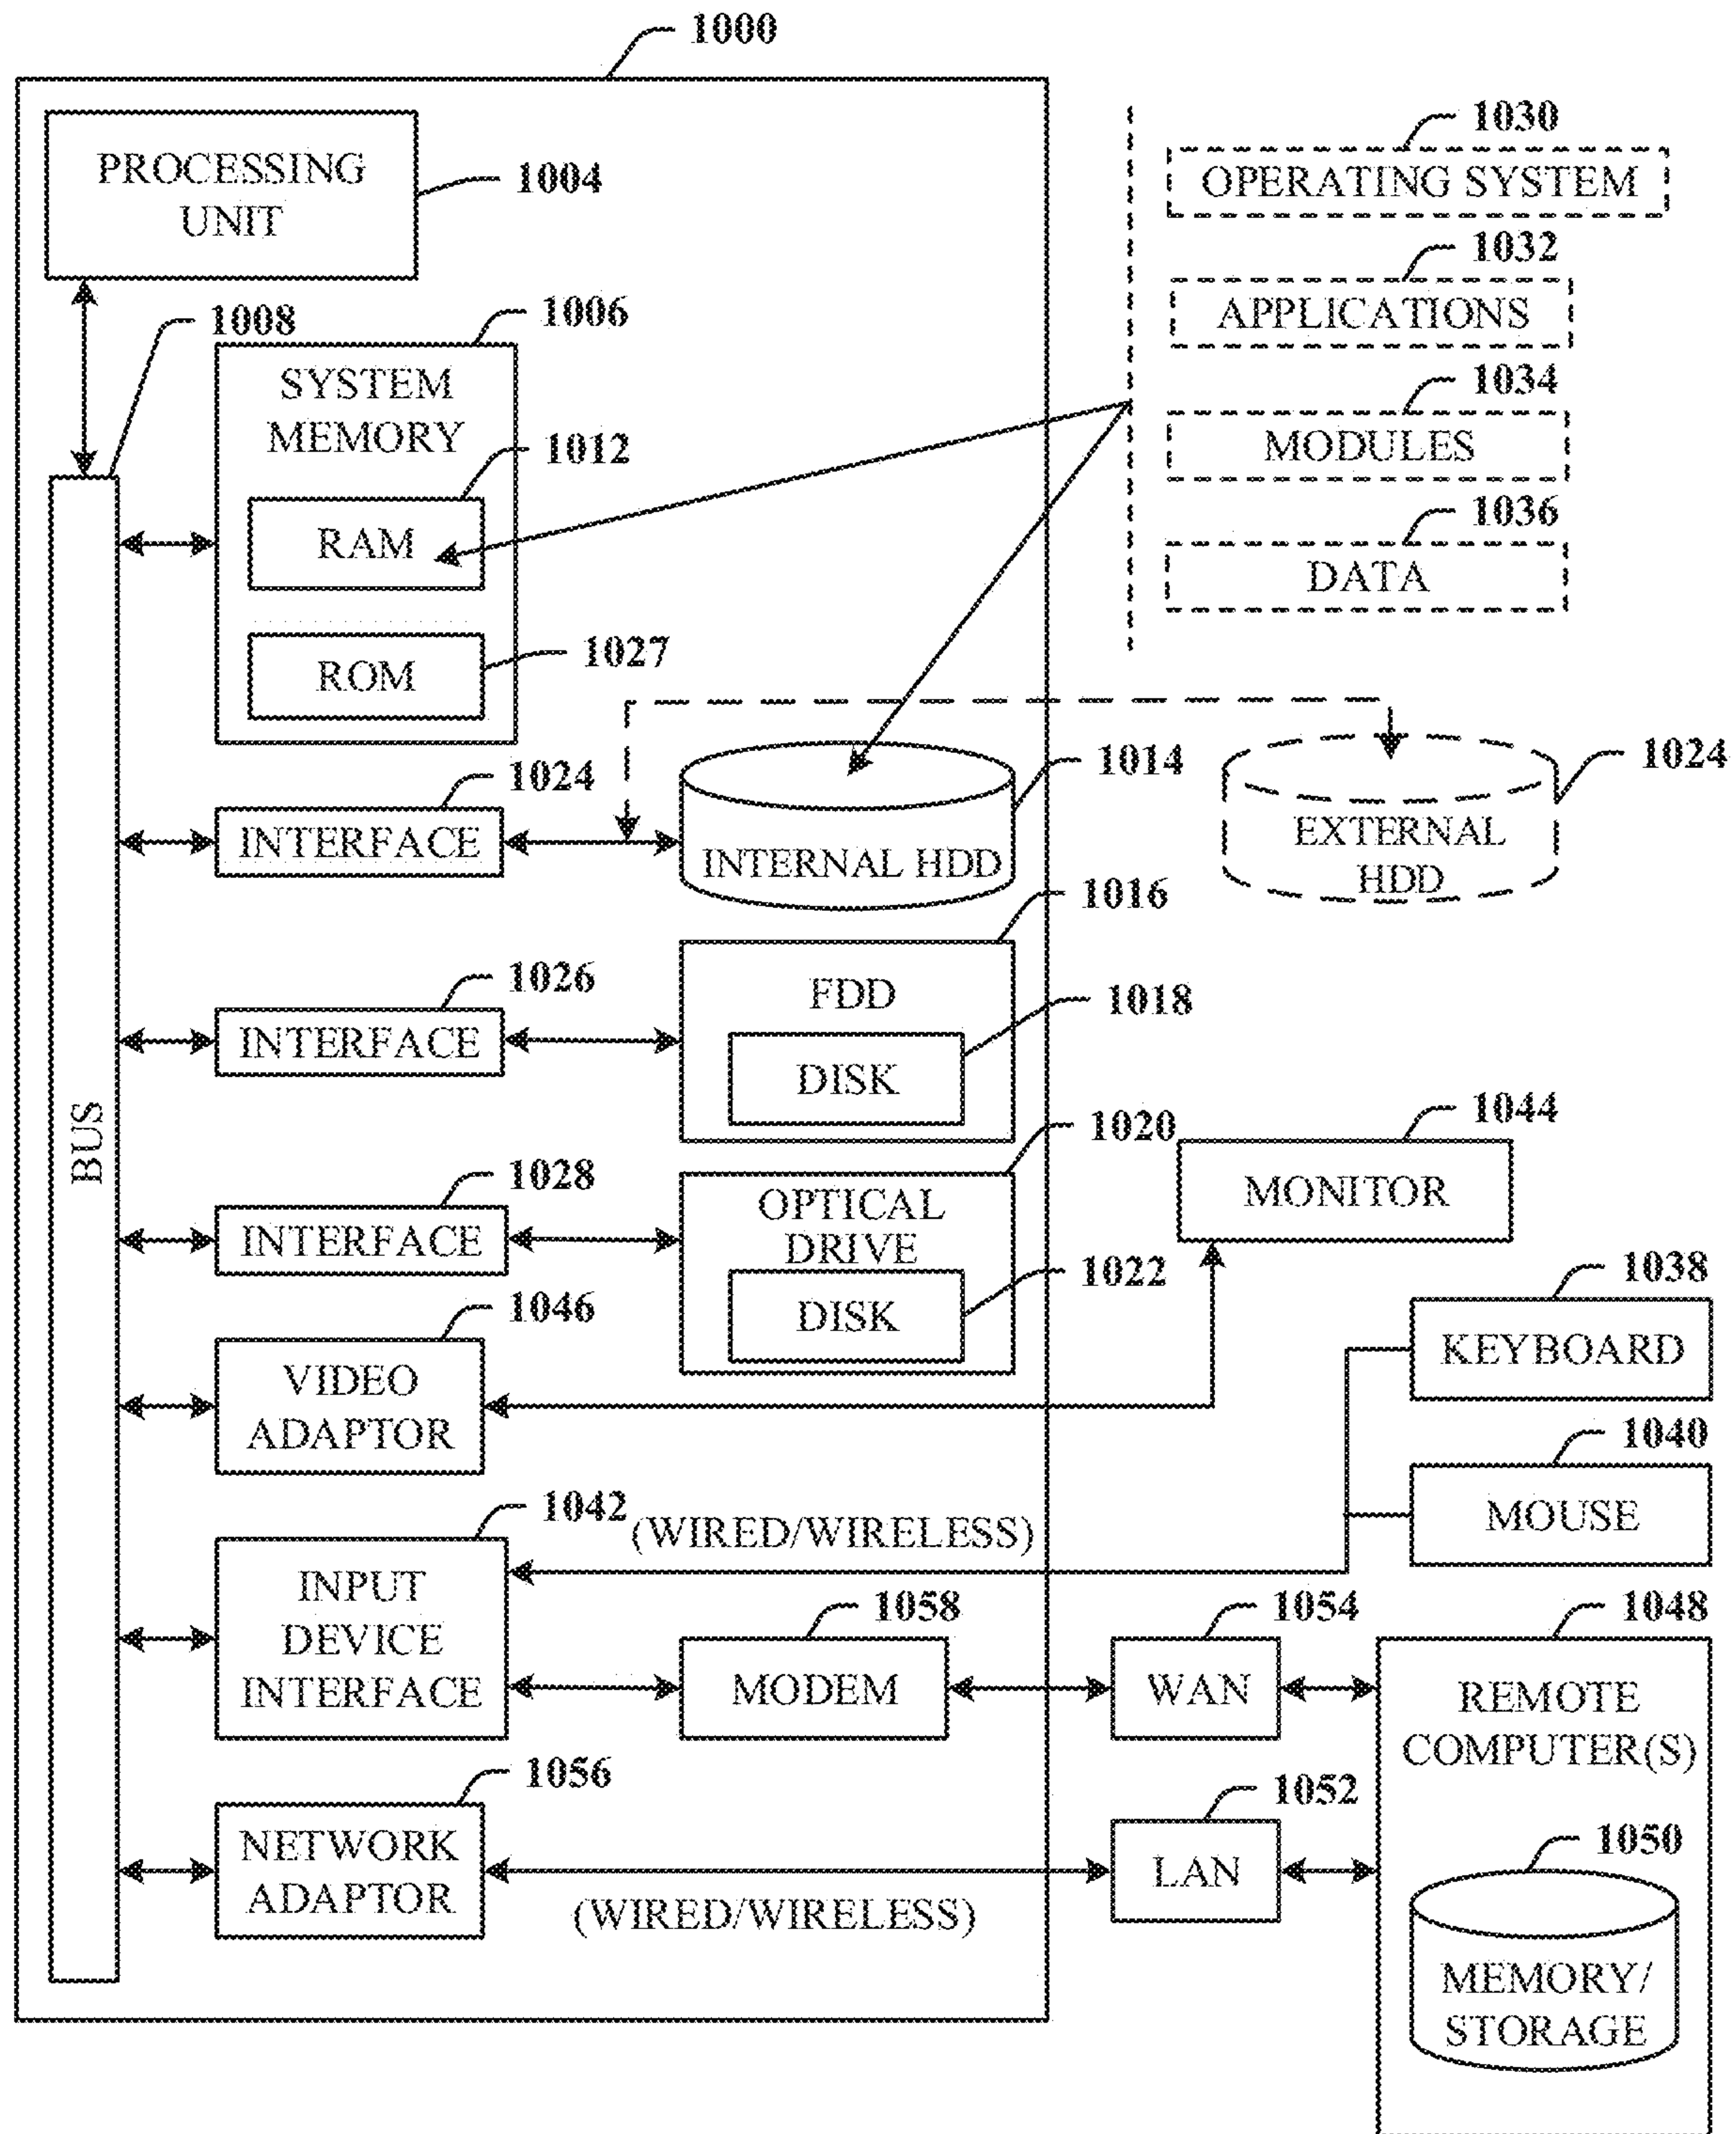 1000
PROCESSING
UNIT
1004
1030
OPERATING SYSTEM
1032
APPLICATIONS
1034
MODULES
1036
DATA
1008
1006
SYSTEM
MEMORY
1012
RAM
ROM
1027
1024
INTERFACE
1014
INTERNAL HDD
1024
EXTERNAL
HDD
1026
INTERFACE
1016
FDD
1018
DISK
BUS
1028
INTERFACE
1020
OPTICAL
DRIVE
1022
DISK
1044
MONITOR
1046
VIDEO
ADAPTOR
1038
KEYBOARD
1040
MOUSE
1042
(WIRED/WIRELESS)
INPUT
DEVICE
INTERFACE
1058
MODEM
1054
WAN
1048
REMOTE
COMPUTER(S)
1056
NETWORK
ADAPTOR
(WIRED/WIRELESS)
1052
LAN
1050
MEMORY/
STORAGE